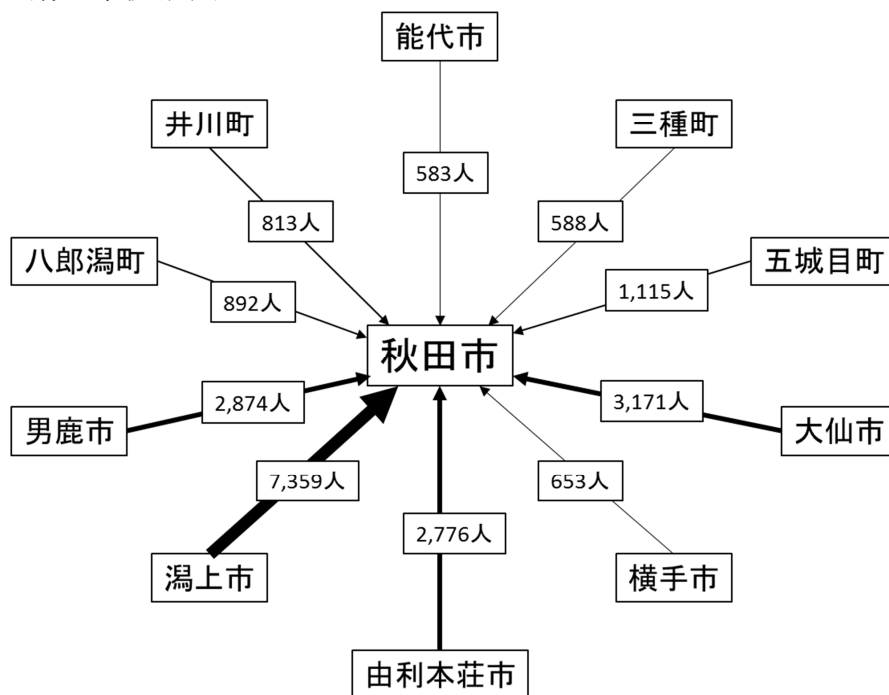 能代市
井川町
三種町
583人
813人
588人
八郎潟町
五城目町
892人
1,115人
秋田市
男鹿市
2,874人
3,171人
大仙市
7,359人
653人
2,776人
潟上市
横手市
由利本荘市